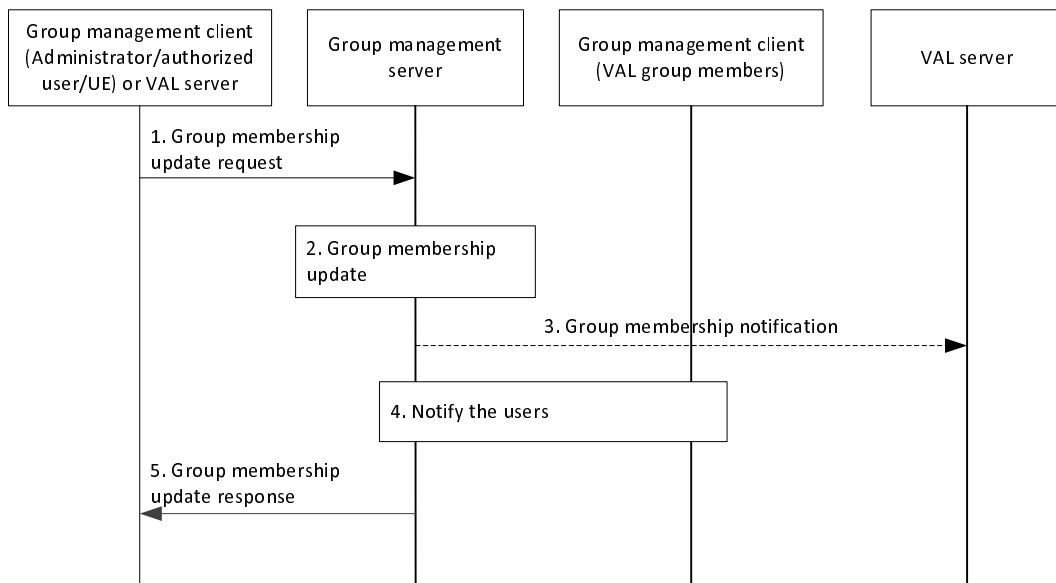 Group management client
(Administrator/authorized
user/UE) or VAL server
Group management
server
Group management client
(VAL group members)
VAL server
1. Group membership
update request
2. Group membership
update
3. Group membership notification
4. Notify the users
5. Group membership
update response